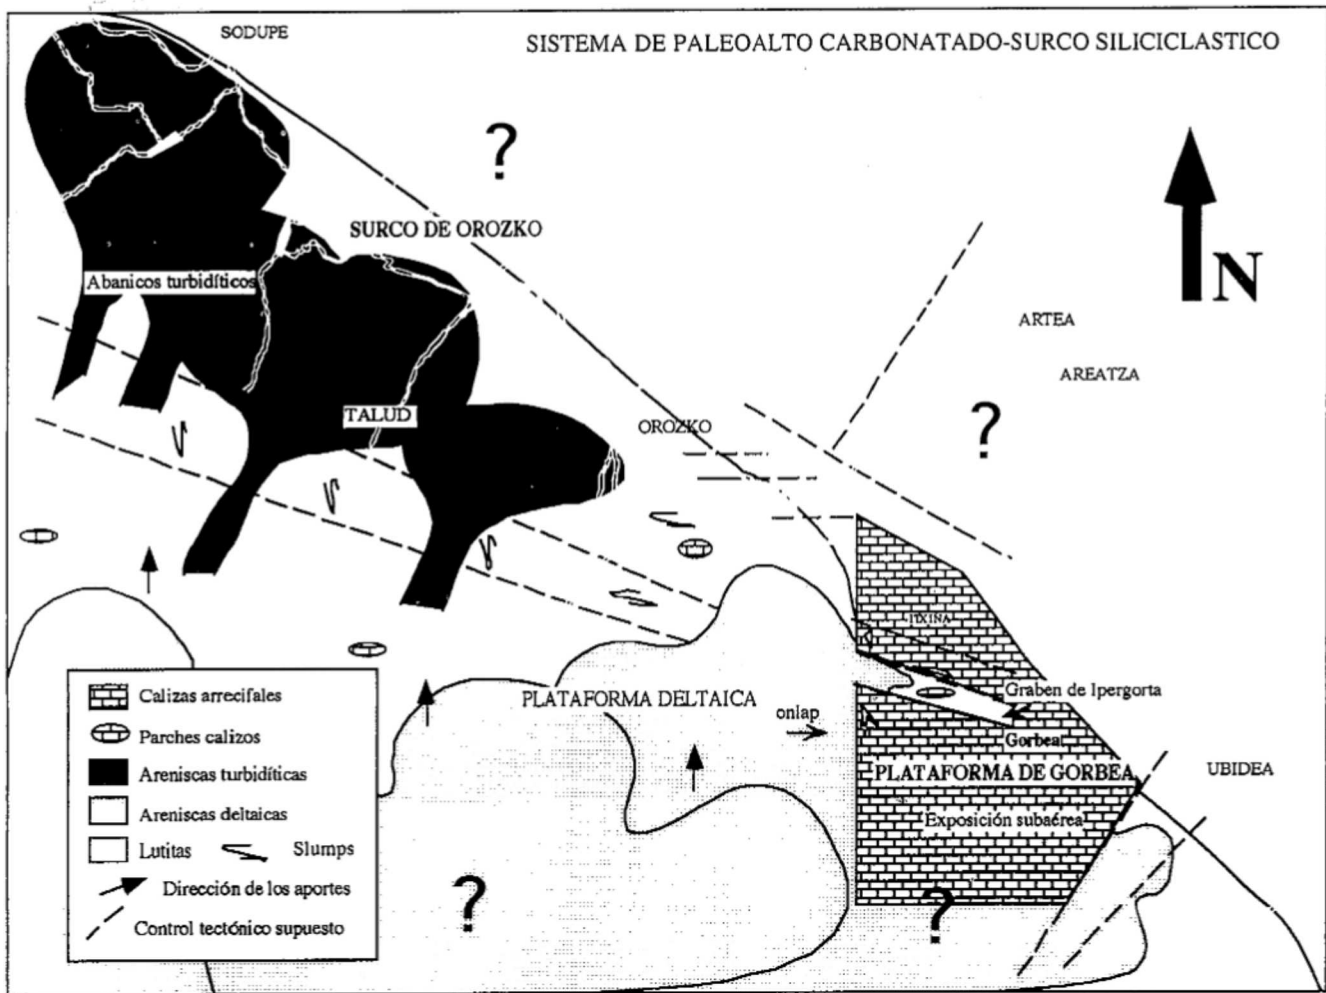 SODUPE
SISTEMA DE PALEOALTO CARBONATADO-SURCO SILICICLASTICO
?
SURCO DE OROZKO
N
Abanicos turbidíticos
ARTEA
AREATZA
TALUD
OROZKO
?
ITXINA
PLATAFORMA DELTAICA
Graben de Ipergorta
onlap
Gorbea
PLATAFORMA DE GORBEA
UBIDEA
Exposición subaérea
?
?
Calizas arrecifales
Parches calizos
Areniscas turbidíticas
Areniscas deltaicas
Lutitas
Slumps
Dirección de los aportes
Control tectónico supuesto